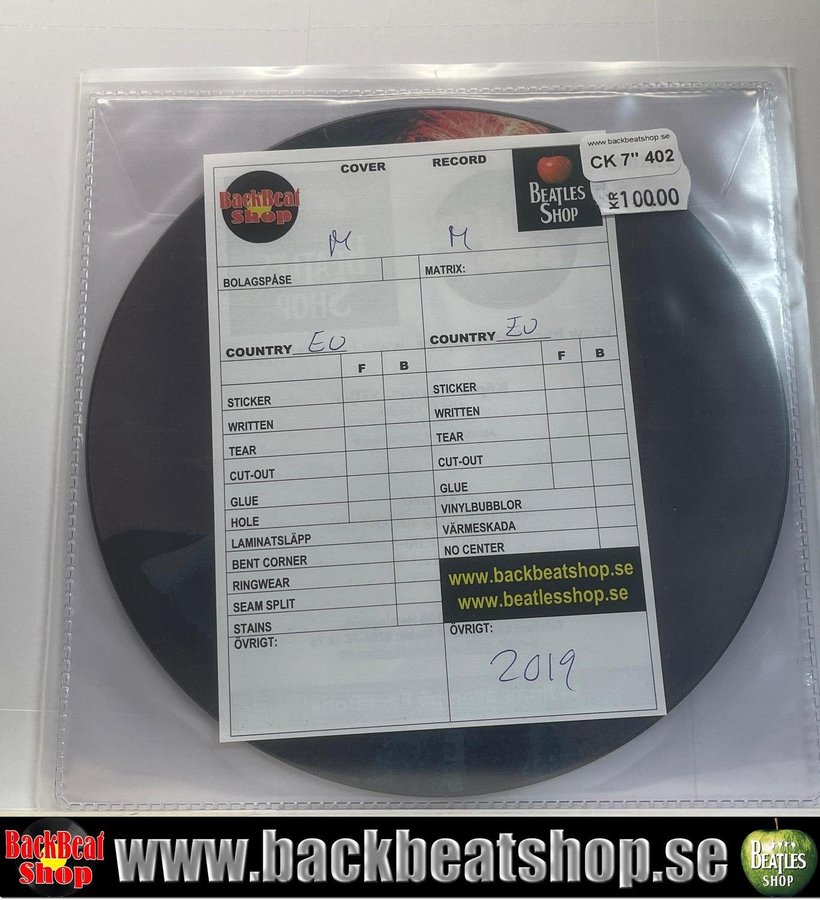 www.backbeatshop.se
CK 7" 402
KR 100.00
COVER RECORD
BackBeat
Shop
BEATLES
SHOP
M M
BOLAGSPÅSE MATRIX:
COUNTRY EU COUNTRY EU
F B F B
STICKER STICKER
WRITTEN WRITTEN
TEAR TEAR
CUT-OUT CUT-OUT
GLUE GLUE
HOLE VINYLBUBBLOR
LAMINATSLÄPP VÄRMESKADA
BENT CORNER NO CENTER
RINGWEAR
SEAM SPLIT
STAINS
www.backbeatshop.se
www.beatlesshop.se
ÖVRIGT: ÖVRIGT:
2019
BackBeat
Shop
www.backbeatshop.se
BEATLES
SHOP